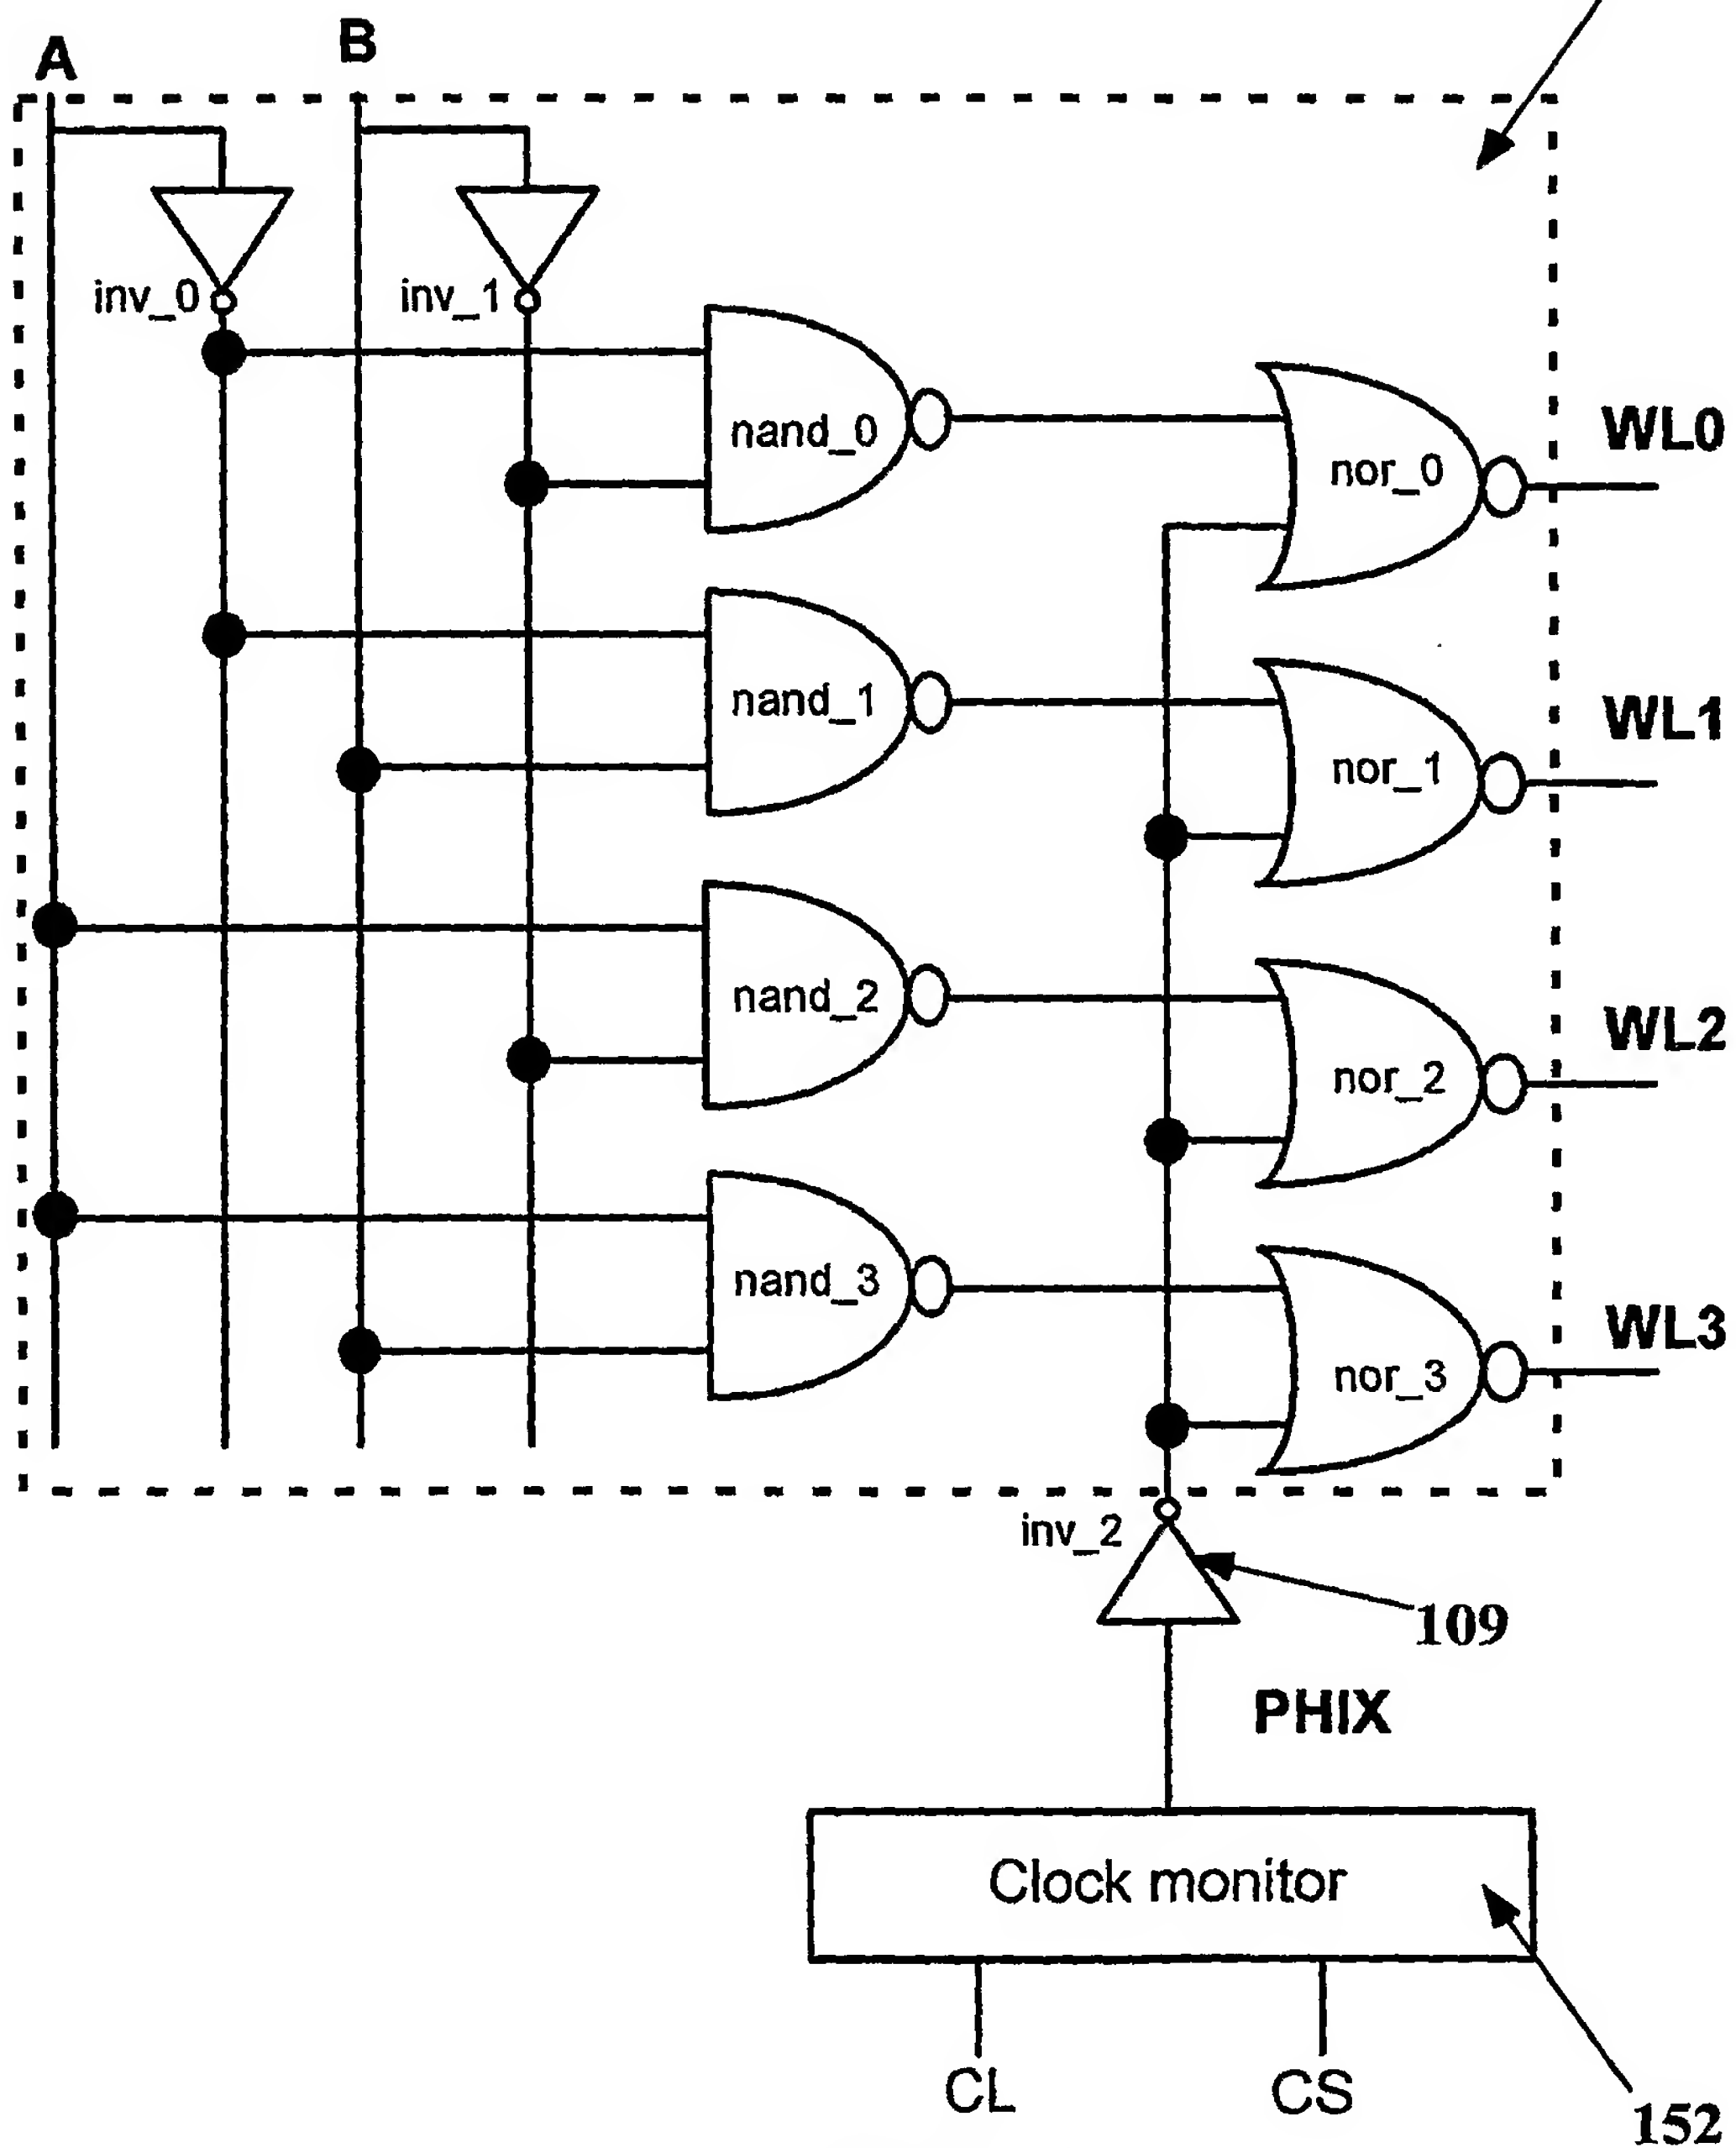 A
B
inv_0
inv_1
nand_0
nor_0
WL0
nand_1
nor_1
WL1
nand_2
nor_2
WL2
nand_3
nor_3
WL3
inv_2
109
PHIX
Clock monitor
CL
CS
152